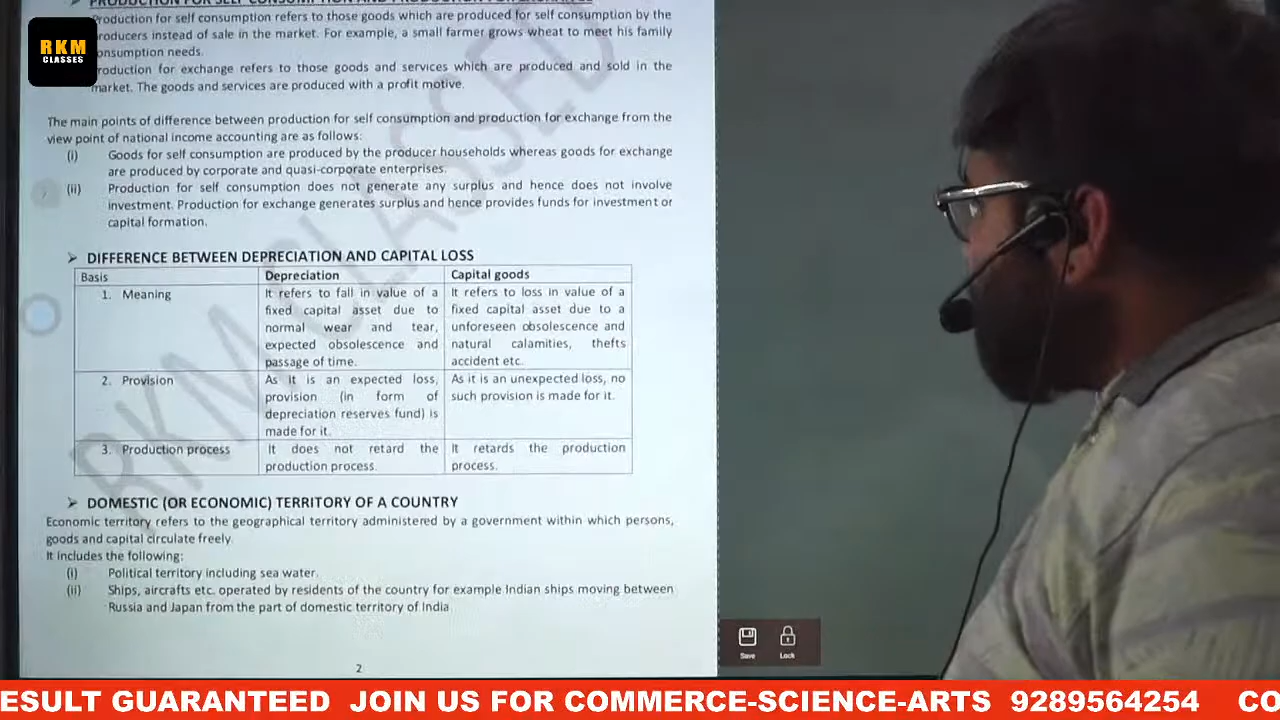 PRODUCTION FOR SELF CONSUMPTION AND PRODUCTION FOR EXCHANGE
Production for self consumption refers to those goods which are produced for self consumption by the
producers instead of sale in the market. For example, a small farmer grows wheat to meet his family
consumption needs.
RKM
CLASSES
roduction for exchange refers to those goods and services which are produced and sold in the
market. The goods and services are produced with a profit motive.
The main points of difference between production for self consumption and production for exchange from the
view point of national income accounting are as follows:
(i) Goods for self consumption are produced by the producer households whereas goods for exchange
are produced by corporate and quasi-corporate enterprises.
(ii) Production for self consumption does not generate any surplus and hence does not involve
investment. Production for exchange generates surplus and hence provides funds for investment or
capital formation.
➢ DIFFERENCE BETWEEN DEPRECIATION AND CAPITAL LOSS
Basis Depreciation Capital goods
1. Meaning It refers to fall in value of a It refers to loss in value of a
fixed capital asset due to fixed capital asset due to a
normal wear and tear, unforeseen obsolescence and
expected obsolescence and natural calamities, thefts
passage of time. accident etc.
2. Provision As it is an expected loss, As it is an unexpected loss, no
provision (in form of such provision is made for it.
depreciation reserves fund) is
made for it.
3. Production process It does not retard the It retards the production
production process. process.
➢ DOMESTIC (OR ECONOMIC) TERRITORY OF A COUNTRY
Economic territory refers to the geographical territory administered by a government within which persons,
goods and capital circulate freely.
It includes the following:
(i) Political territory including sea water.
(ii) Ships, aircrafts etc. operated by residents of the country for example Indian ships moving between
Russia and Japan from the part of domestic territory of India
2
RKM CLASSES
Save Lock
ESULT GUARANTEED JOIN US FOR COMMERCE-SCIENCE-ARTS 9289564254 CO